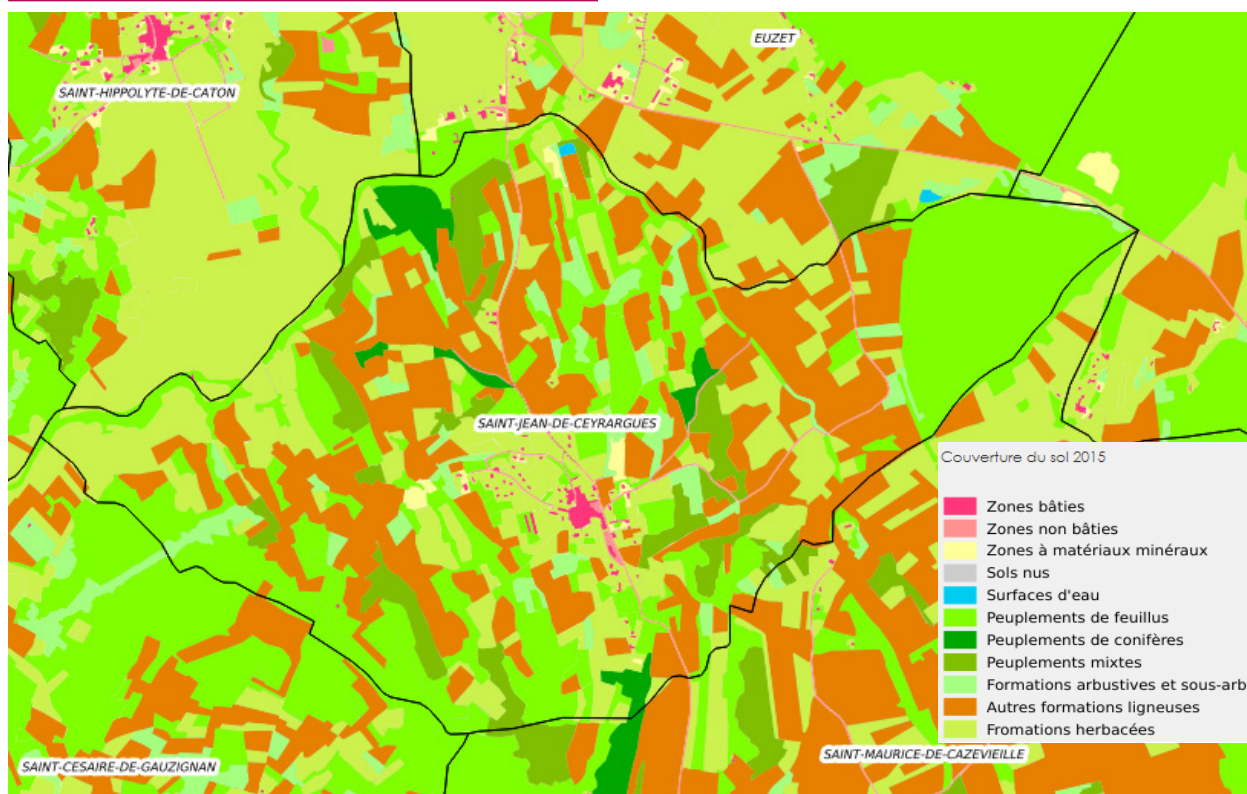 EUZET
SAINT-HIPPOLYTE-DE-CATON
SAINT-JEAN-DE-CEYRARGUES
Couverture du sol 2015
Zones bâties
Zones non bâties
Zones à matériaux minéraux
Sols nus
Surfaces d'eau
Peuplements de feuillus
Peuplements de conifères
Peuplements mixtes
Formations arbustives et sous-arb
Autres formations ligneuses
Fromations herbacées
SAINT-MAURICE-DE-CAZEVIEILLE
SAINT-CESAIRE-DE-GAUZIGNAN